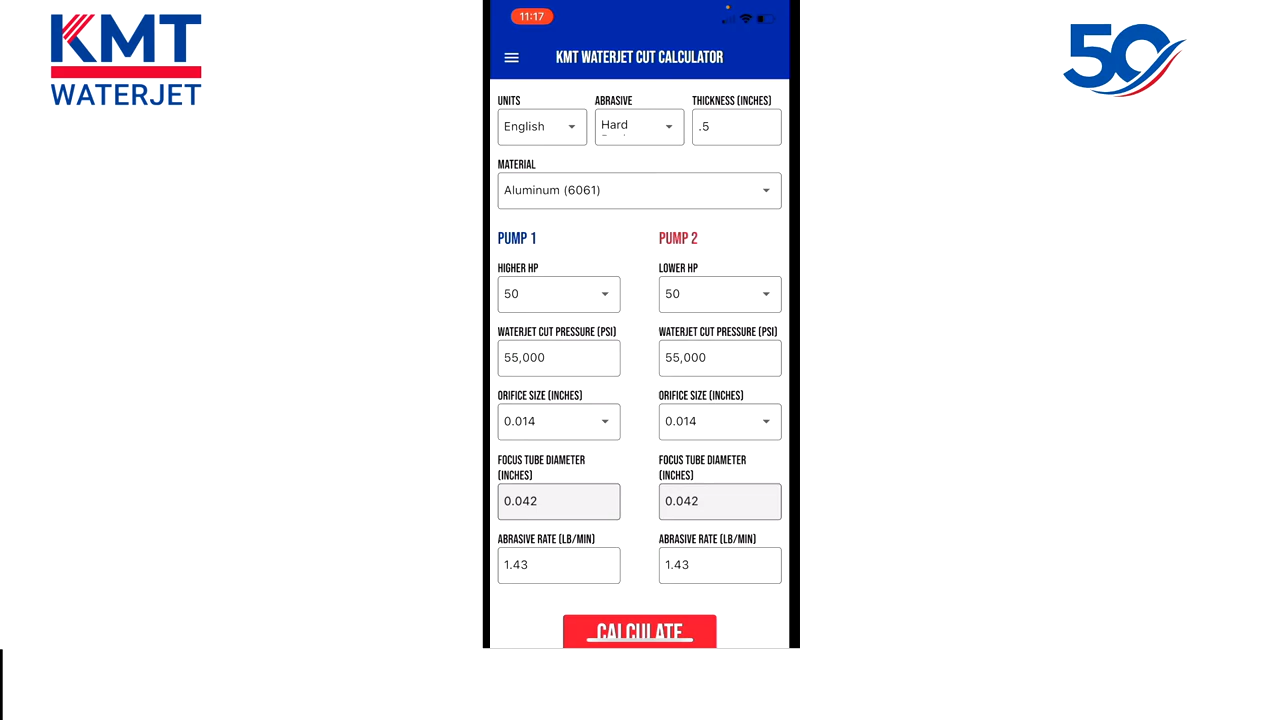 KMT
WATERJET
50
11:17
KMT WATERJET CUT CALCULATOR
UNITS ABRASIVE THICKNESS (INCHES)
English Hard .5
MATERIAL
Aluminum (6061)
PUMP 1 PUMP 2
HIGHER HP LOWER HP
50 50
WATERJET CUT PRESSURE (PSI) WATERJET CUT PRESSURE (PSI)
55,000 55,000
ORIFICE SIZE (INCHES) ORIFICE SIZE (INCHES)
0.014 0.014
FOCUS TUBE DIAMETER FOCUS TUBE DIAMETER
(INCHES) (INCHES)
0.042 0.042
ABRASIVE RATE (LB/MIN) ABRASIVE RATE (LB/MIN)
1.43 1.43
CALCULATE